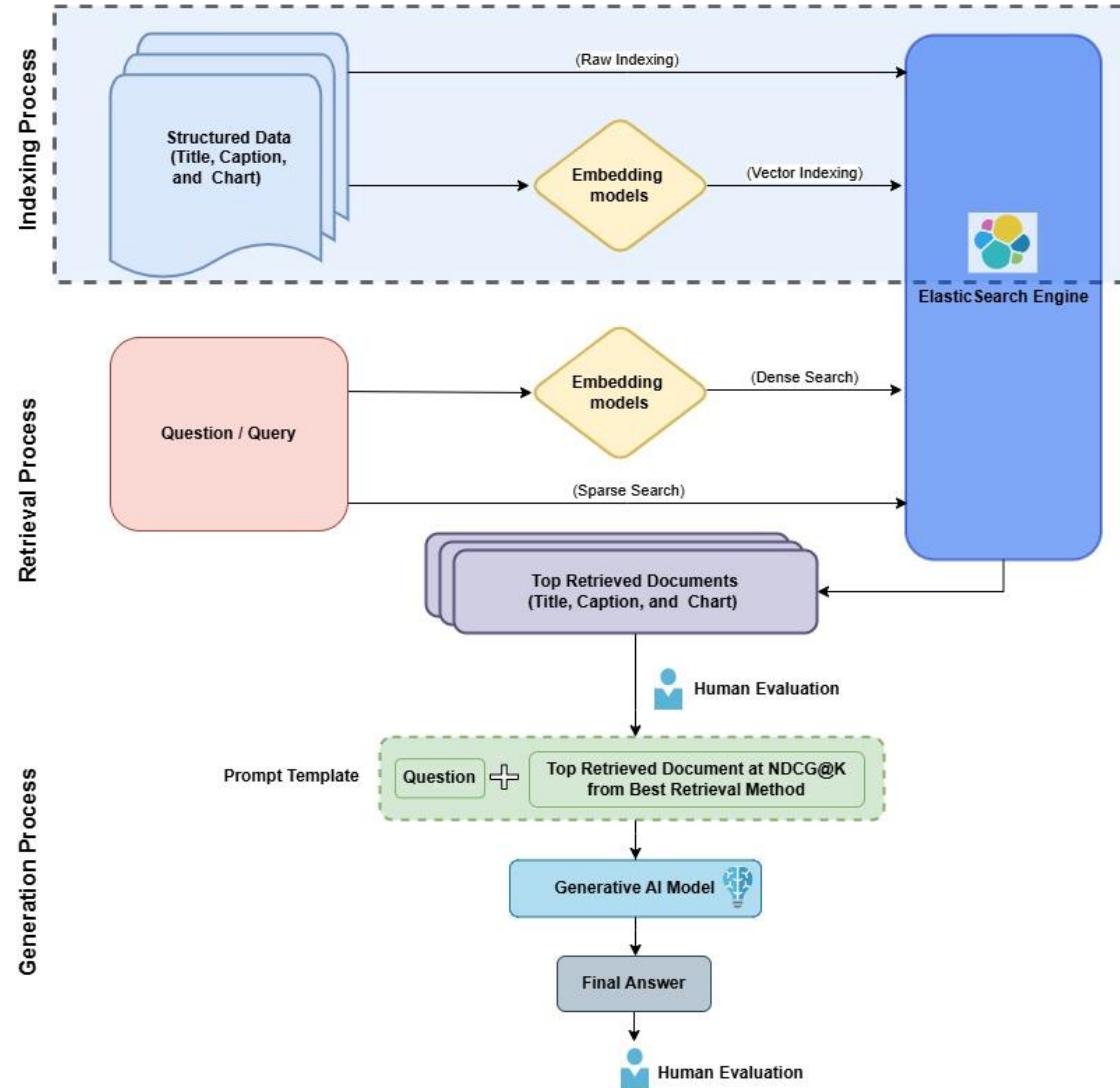 Indexing Process
(Raw Indexing)
Structured Data
(Title, Caption,
and Chart)
Embedding
models
(Vector Indexing)
ElasticSearch Engine
Retrieval Process
Question / Query
Embedding
models
(Dense Search)
(Sparse Search)
Top Retrieved Documents
(Title, Caption, and Chart)
Human Evaluation
Generation Process
Prompt Template
Question
Top Retrieved Document at NDCG@K
from Best Retrieval Method
Generative AI Model
Final Answer
Human Evaluation